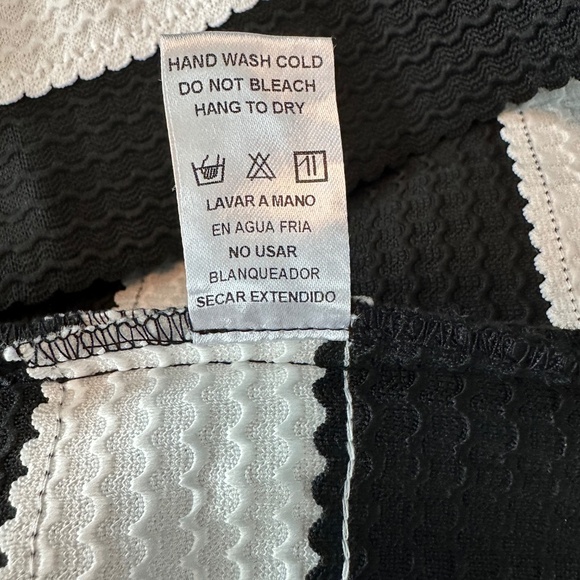 HAND WASH COLD
DO NOT BLEACH
HANG TO DRY
LAVAR A MANO
EN AGUA FRIA
NO USAR
BLANQUEADOR
SECAR EXTENDIDO